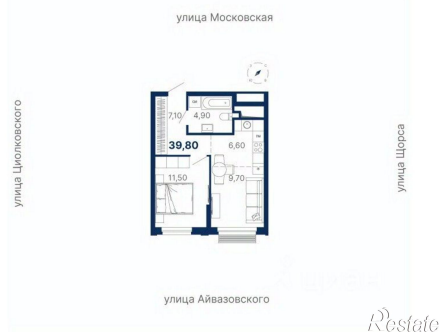 улица Московская
улица Циолковского
7,10
4,90
39,80
6,60
9,70
11,50
улица Щорса
улица Айвазовского
Restate